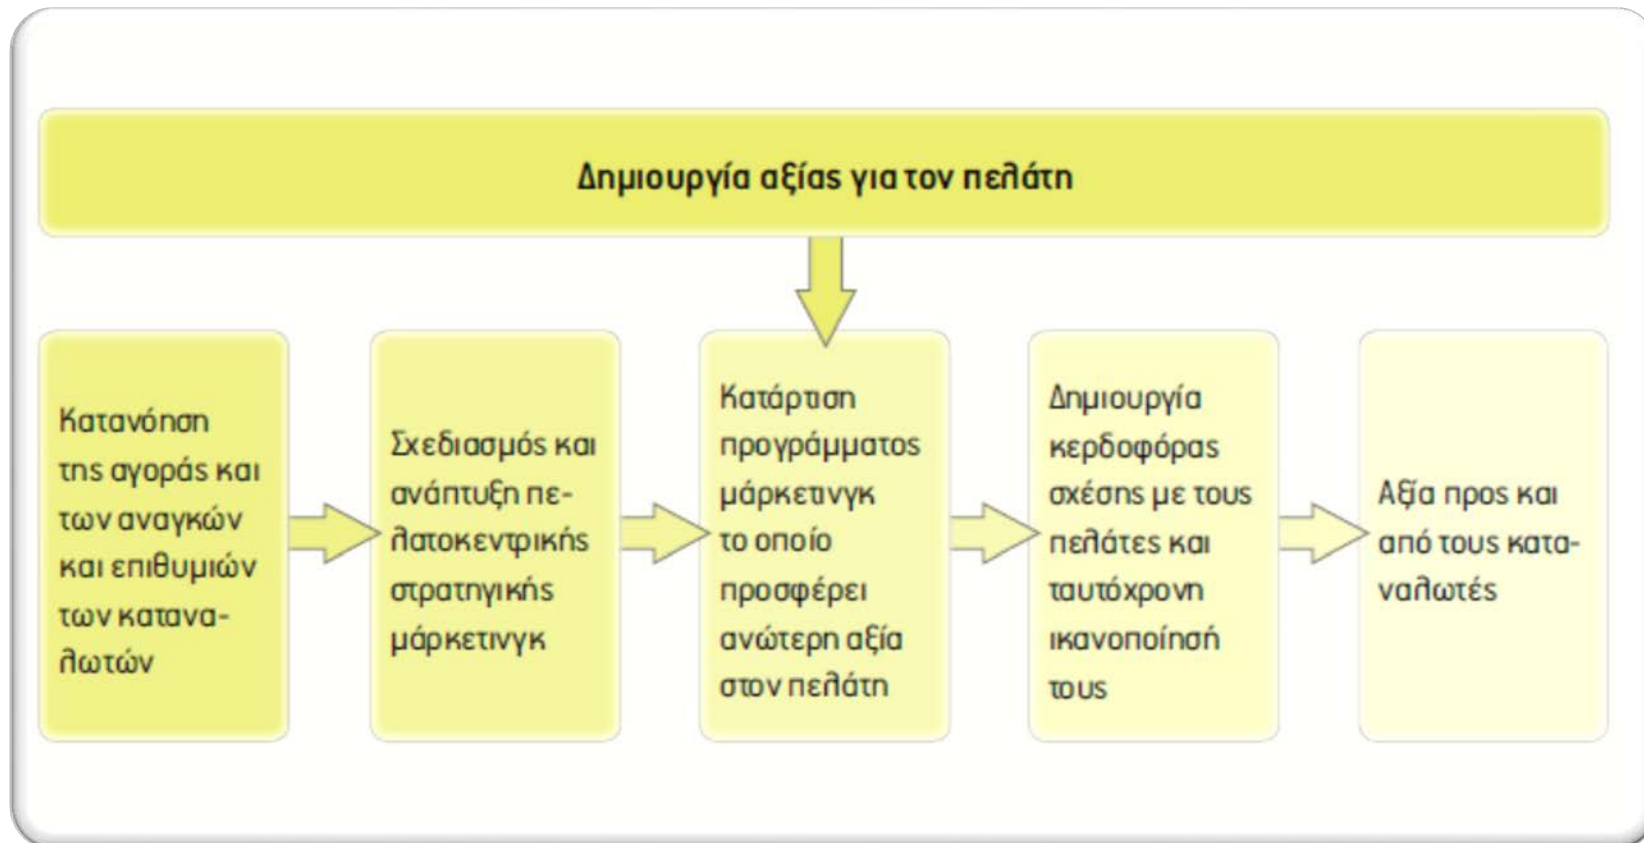 Δημιουργία αξίας για τον πελάτη
Κατανόηση
της αγοράς και
των αναγκών
και επιθυμιών
των κατανα-
λωτών
Σχεδιασμός και
ανάπτυξη πε-
λατοκεντρικής
στρατηγικής
μάρκετινγκ
Κατάρτιση
προγράμματος
μάρκετινγκ
το οποίο
προσφέρει
ανώτερη αξία
στον πελάτη
Δημιουργία
κερδοφόρας
σχέσης με τους
πελάτες και
ταυτόχρονη
ικανοποίησή
τους
Αξία προς και
από τους κατα-
ναλωτές